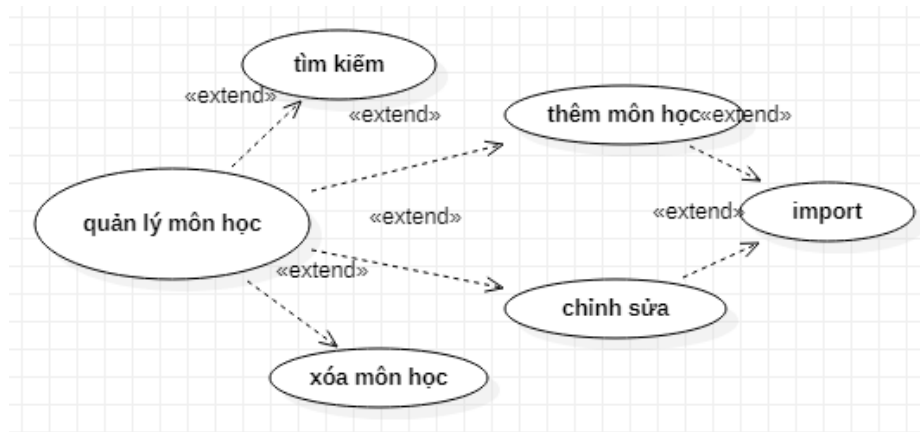 tìm kiếm
«extend»
«extend»
thêm môn học
«extend»
quản lý môn học
«extend»
«extend»
import
«extend»
chỉnh sửa
xóa môn học